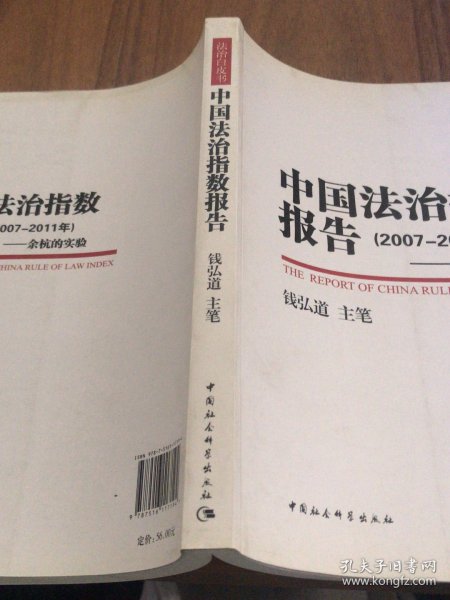 法治指数
007-2011年）
——余杭的实验
HINA RULE OF LAW INDEX
定价：56.00元
法治白皮书
中国法治指数报告
钱弘道 主笔
中国社会科学出版社
中国法治
报告（2007-20
THE REPORT OF CHINA RULE
钱弘道 主笔
中国社会科学出版社
孔夫子旧书网
www.kongfz.com